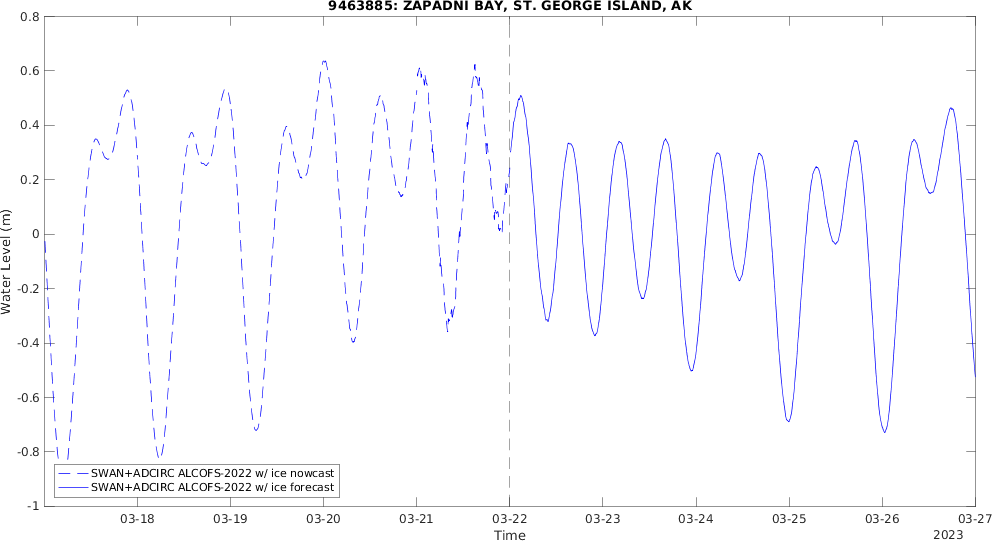 9463885: ZAPADNI BAY, ST. GEORGE ISLAND, AK
0.8
0.6
0.4
0.2
0
-0.2
-0.4
-0.6
-0.8
-1
Water Level (m)
SWAN+ADCIRC ALCOFS-2022 w/ ice nowcast
SWAN+ADCIRC ALCOFS-2022 w/ ice forecast
03-18 03-19 03-20 03-21 03-22 03-23 03-24 03-25 03-26 03-27
Time
2023